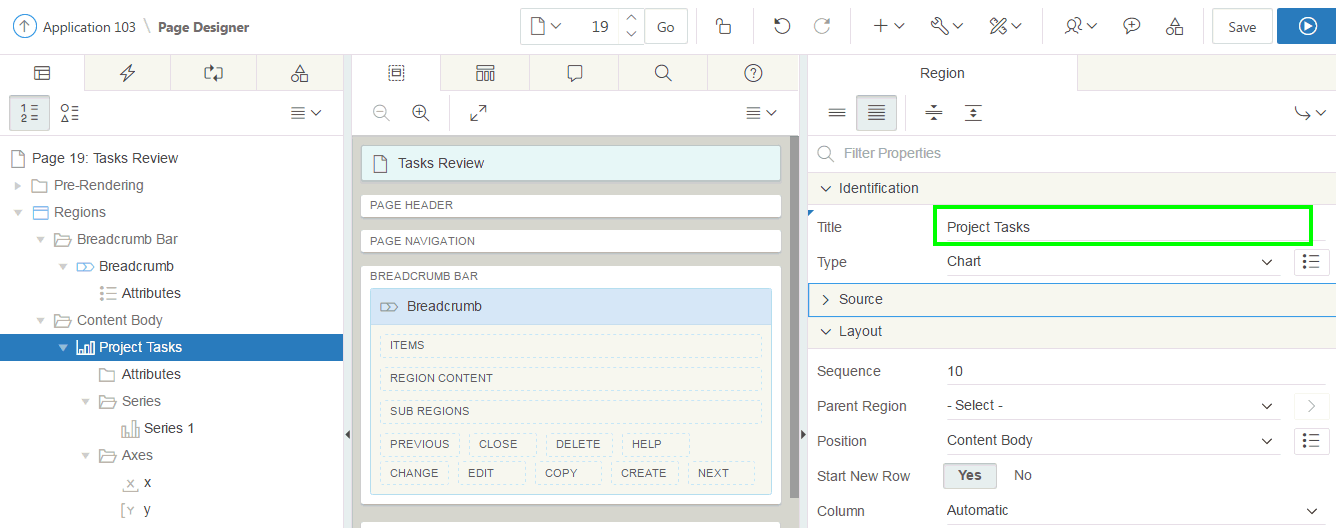 Application 103 \ Page Designer
19
Go
Save
Region
1
2
Filter Properties
Page 19: Tasks Review
Pre-Rendering
Regions
Breadcrumb Bar
Breadcrumb
Attributes
Content Body
Project Tasks
Attributes
Series
Series 1
Axes
x
y
Tasks Review
PAGE HEADER
PAGE NAVIGATION
BREADCRUMB BAR
Breadcrumb
ITEMS
REGION CONTENT
SUB REGIONS
PREVIOUS CLOSE DELETE HELP
CHANGE EDIT COPY CREATE NEXT
Identification
Title Project Tasks
Type Chart
Source
Layout
Sequence 10
Parent Region - Select -
Position Content Body
Start New Row Yes No
Column Automatic